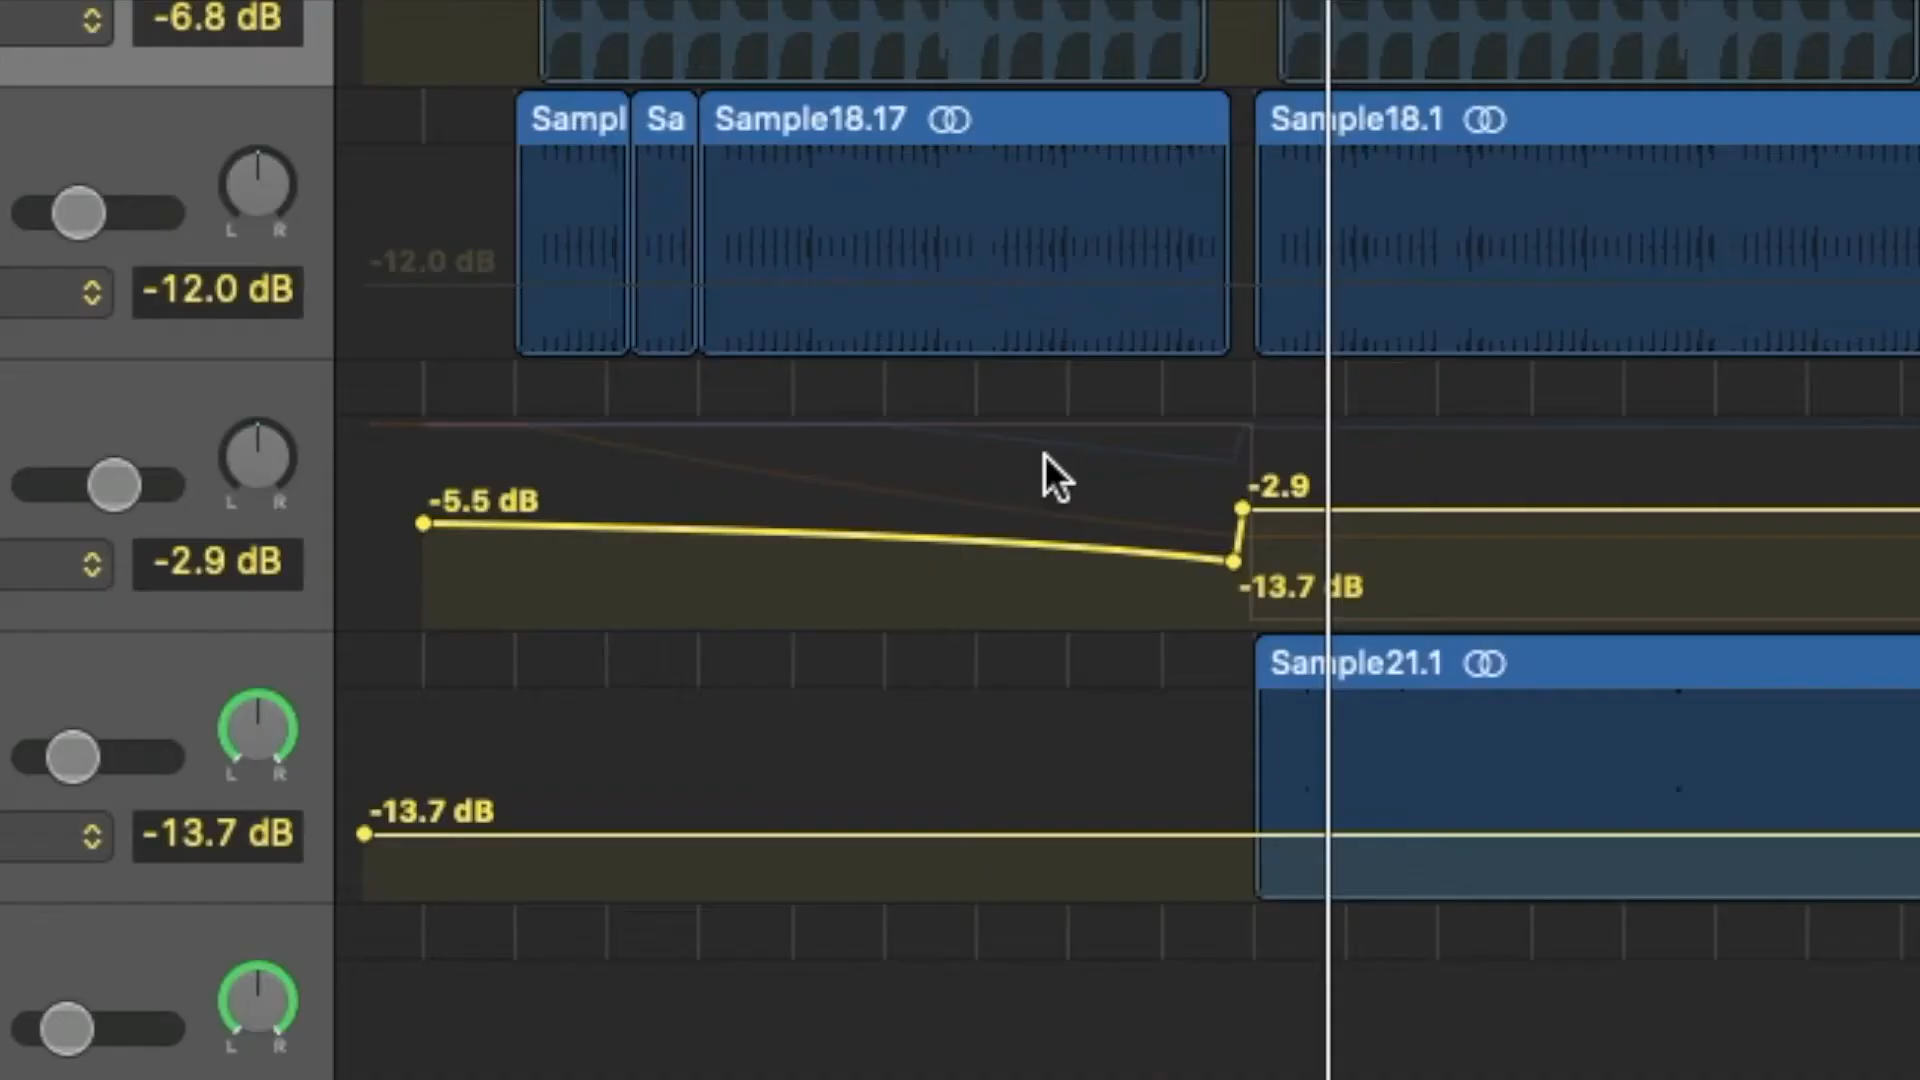 -6.8 dB
Sampl
Sa
Sample18.17
Sample18.1
L R
-12.0 dB
-12.0 dB
L R
-5.5 dB
-2.9
-2.9 dB
-13.7 dB
Sample21.1
L R
-13.7 dB
-13.7 dB
L R